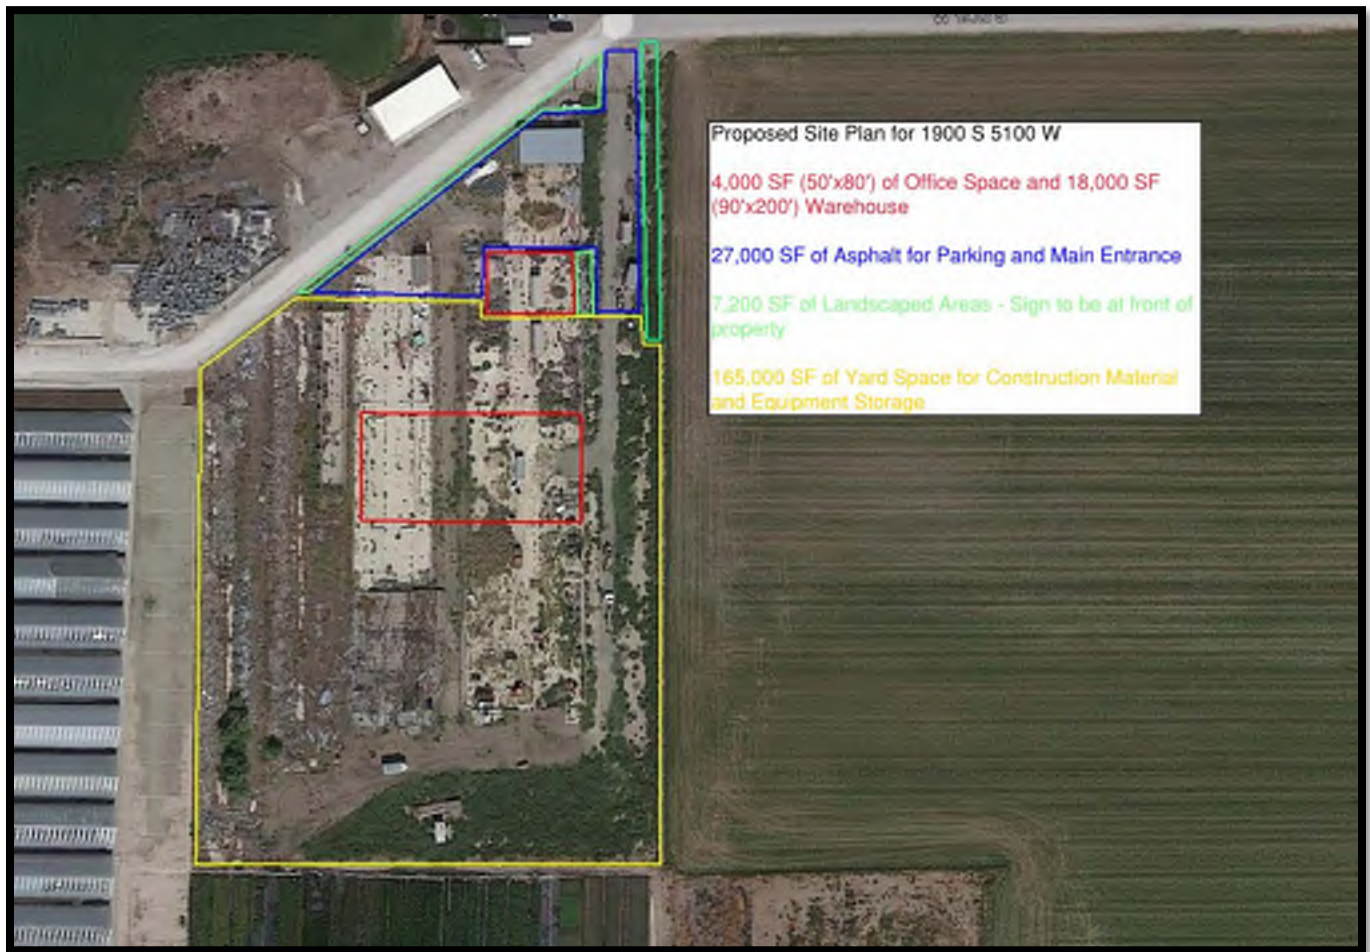 Proposed Site Plan for 1900 S 5100 W
4,000 SF (50'x80') of Office Space and 18,000 SF
(90'x200') Warehouse
27,000 SF of Asphalt for Parking and Main Entrance
7,200 SF of Landscaped Areas - Sign to be at front of
property
165,000 SF of Yard Space for Construction Material
and Equipment Storage